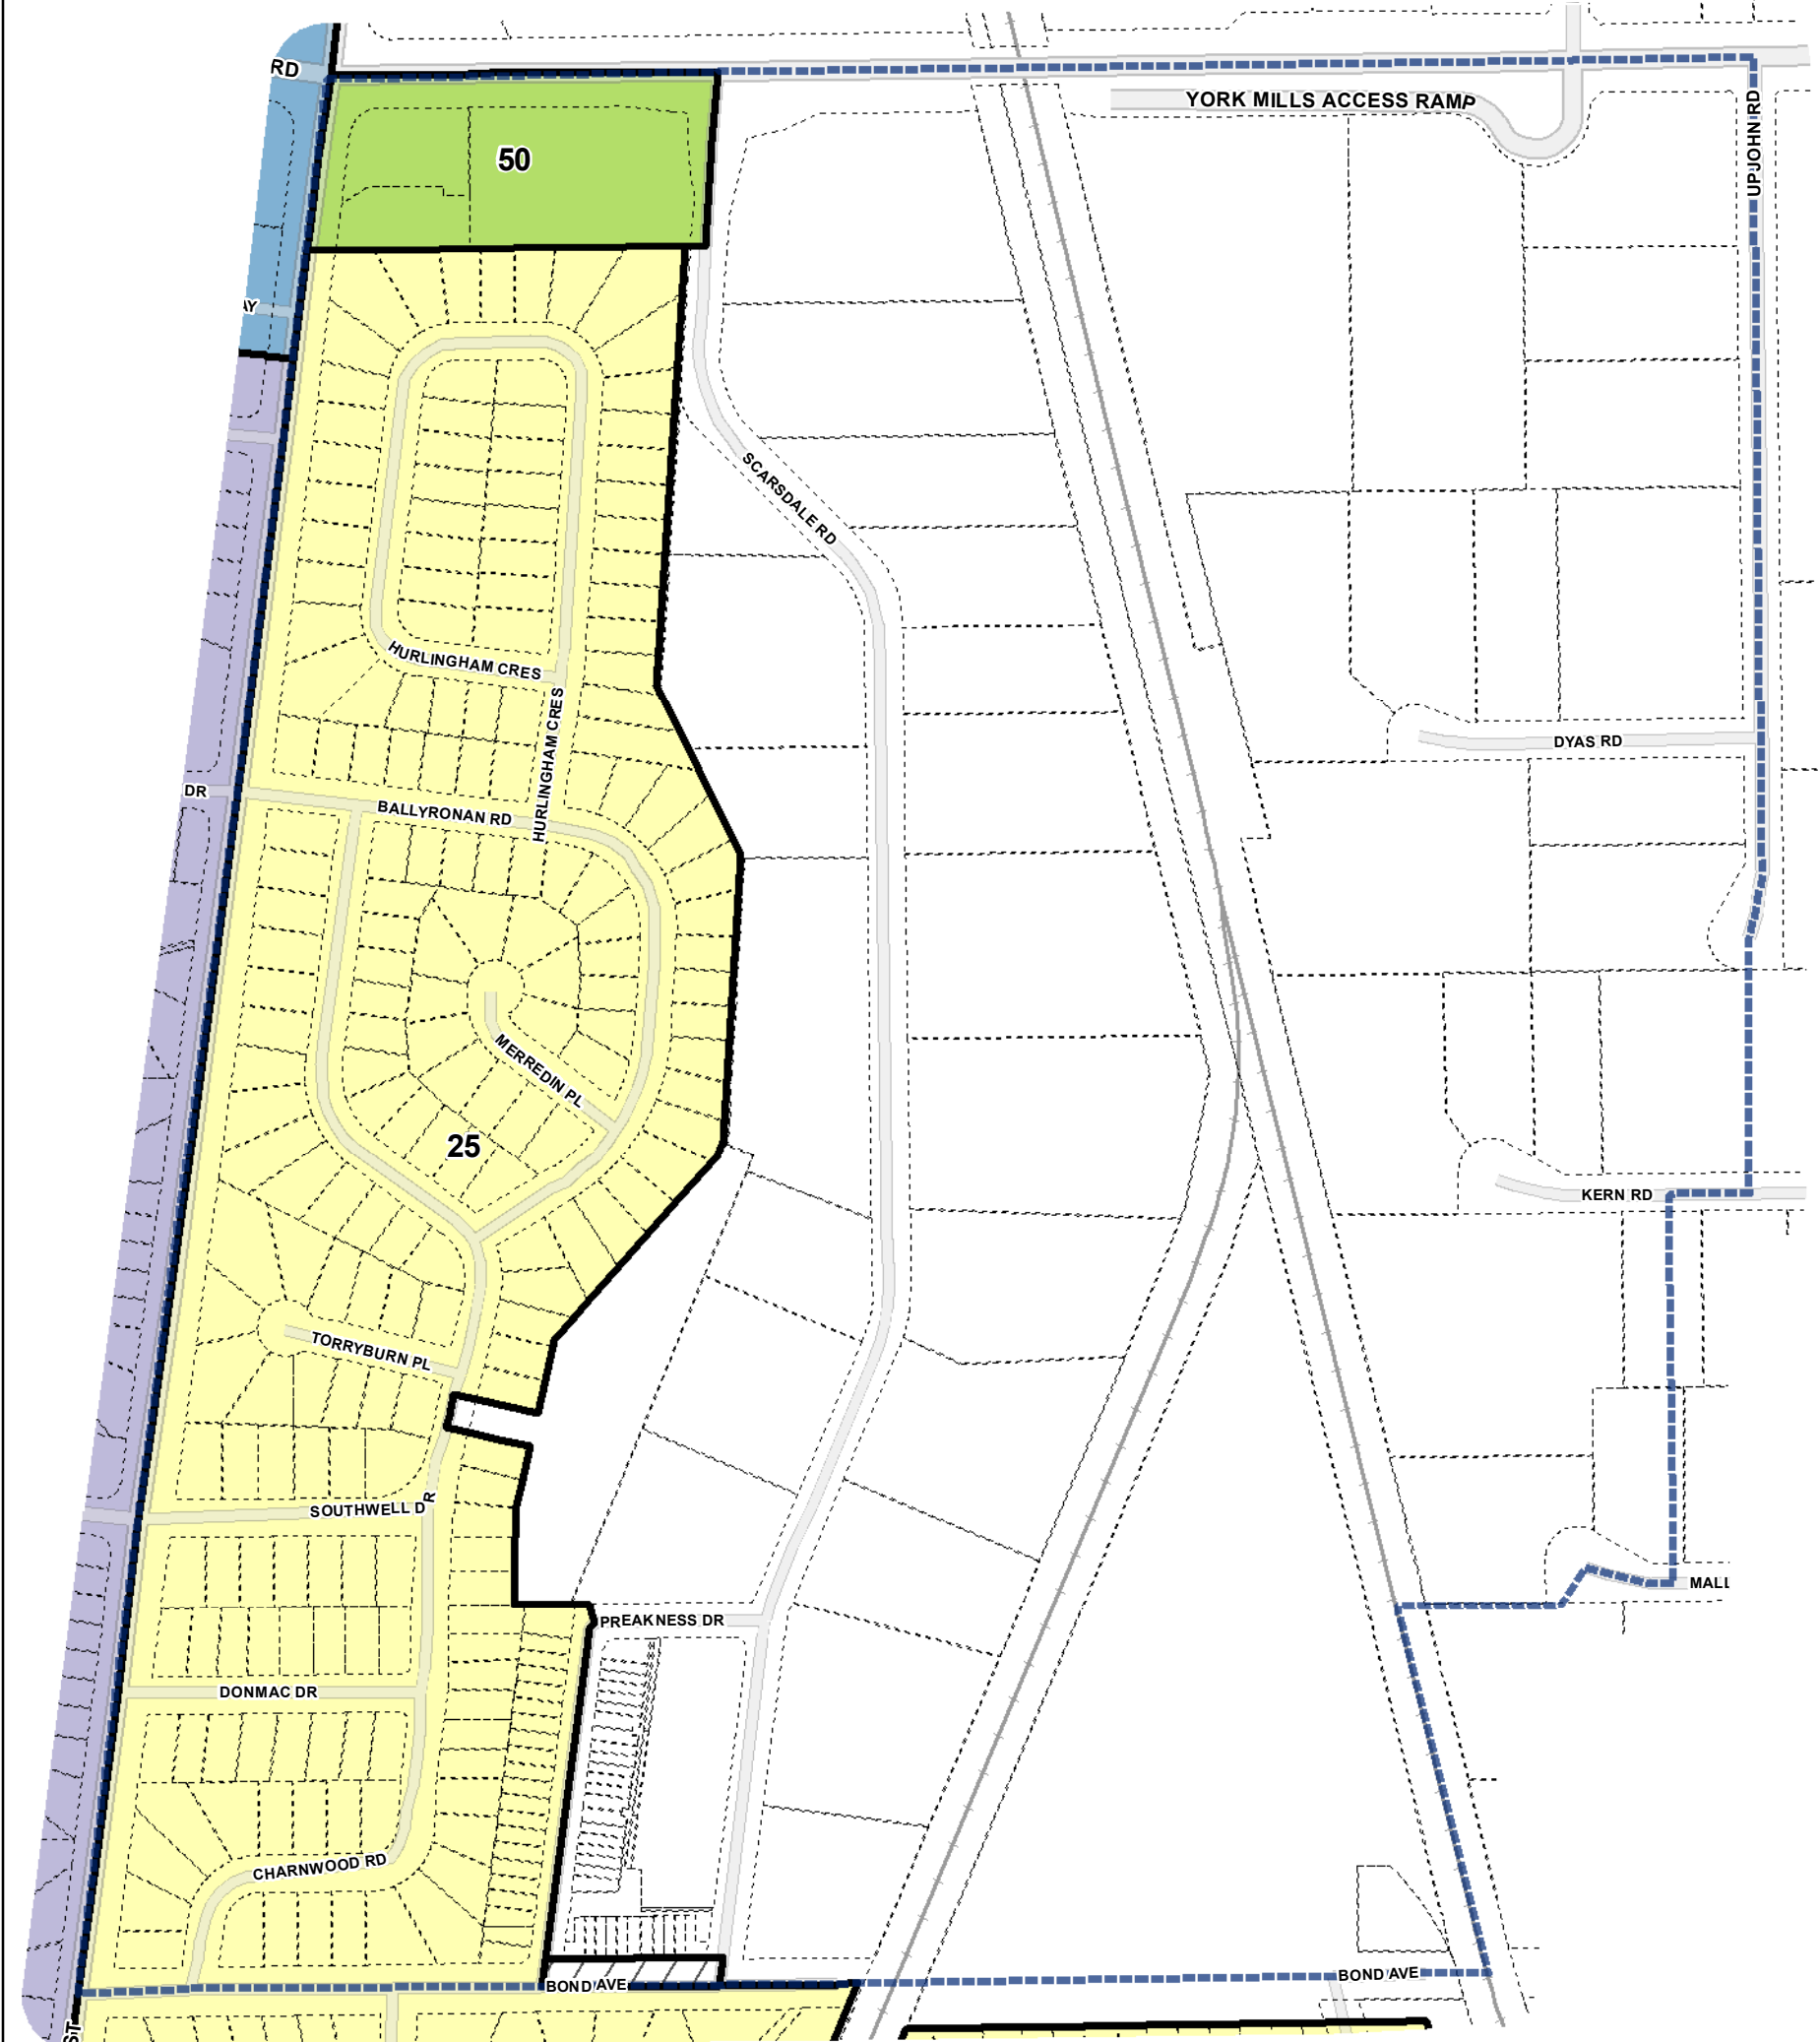 RD
YORK MILLS ACCESS RAMP
UPJOHN RD
50
AY
SCARSDALE RD
HURLINGHAM CRES
HURLINGHAM CRES
DYAS RD
DR
BALLYRONAN RD
MERREDIN PL
25
KERN RD
TORRYBURN PL
SOUTHWELL DR
MALL
PREAKNESS DR
DONMAC DR
CHARNWOOD RD
BOND AVE
BOND AVE
ST